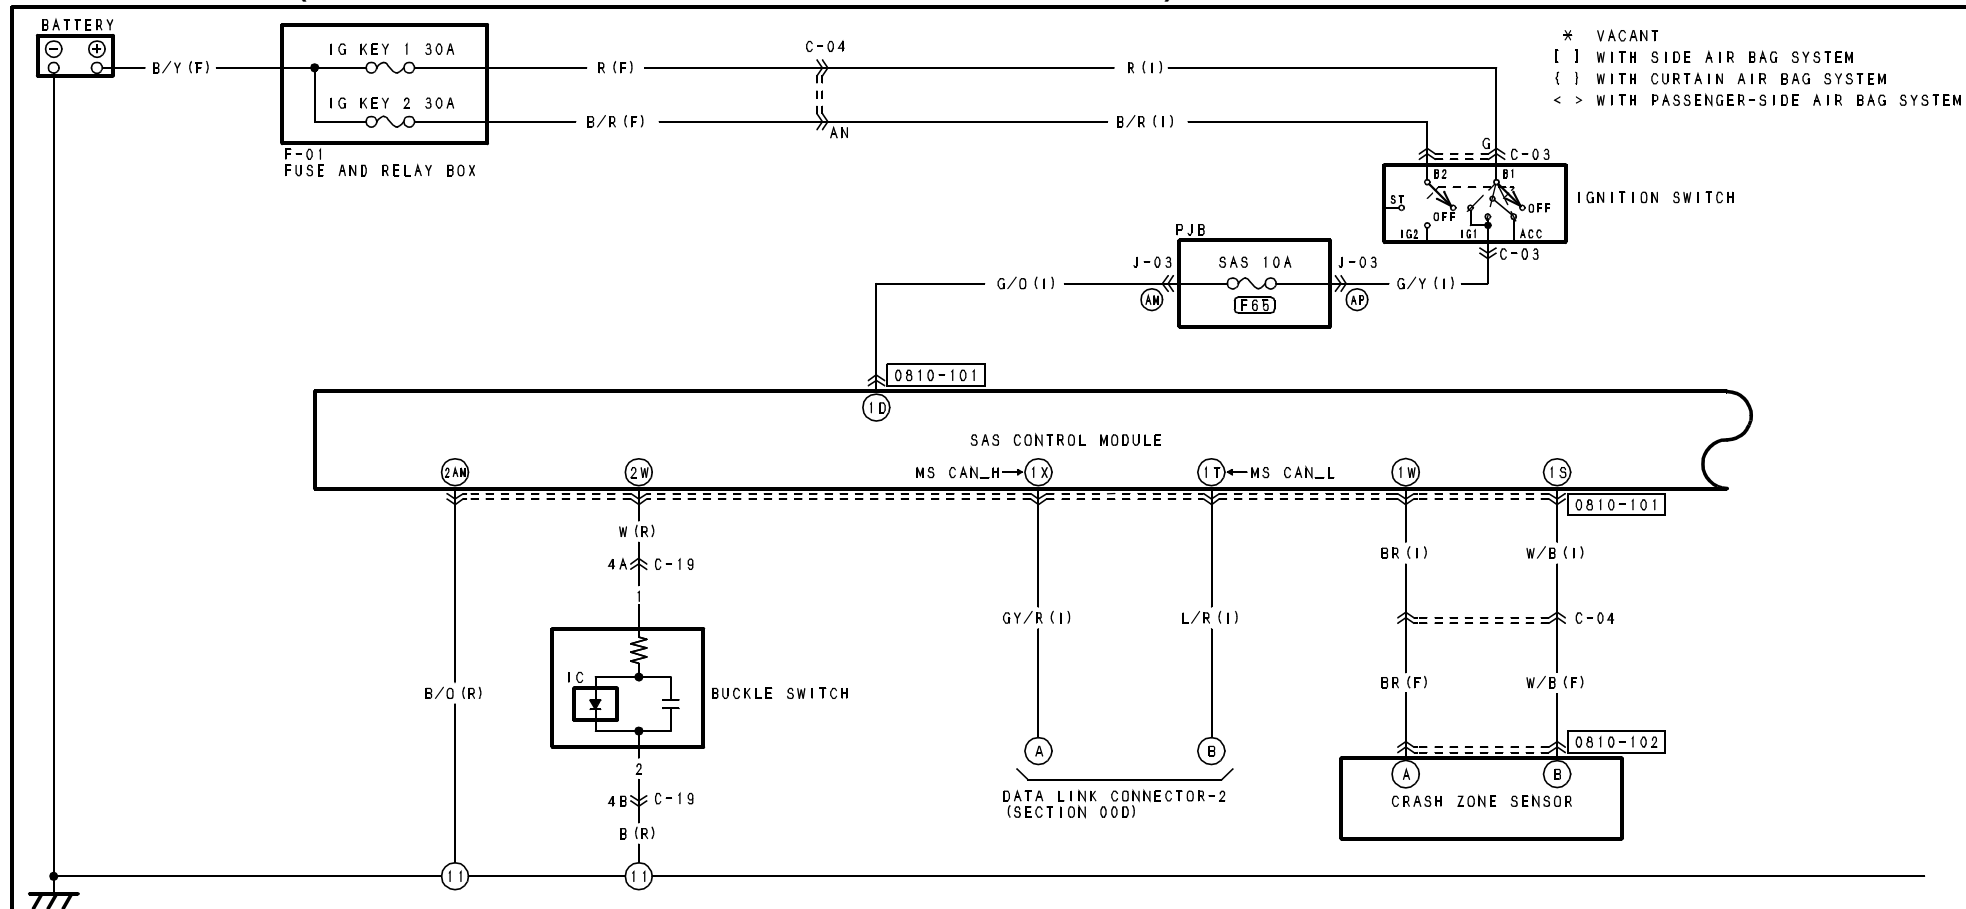 BATTERY
B/Y(F)
IG KEY 1 30A
IG KEY 2 30A
F-01
FUSE AND RELAY BOX
R(F)
B/R(F)
C-04
AN
R(I)
B/R(I)
* VACANT
[ ] WITH SIDE AIR BAG SYSTEM
{ } WITH CURTAIN AIR BAG SYSTEM
< > WITH PASSENGER-SIDE AIR BAG SYSTEM
G
C-03
B2
B1
ST
OFF
OFF
IG2
IG1
ACC
IGNITION SWITCH
C-03
PJB
J-03
SAS 10A
J-03
G/O(I)
AM
F65
AP
G/Y(I)
0810-101
1D
SAS CONTROL MODULE
2AM
2W
MS CAN_H
1X
1T
MS CAN_L
1W
1S
0810-101
W(R)
4A
C-19
1
IC
BUCKLE SWITCH
2
4B
C-19
B(R)
B/O(R)
11
11
GY/R(I)
L/R(I)
A
B
DATA LINK CONNECTOR-2
(SECTION 00D)
BR(I)
W/B(I)
C-04
BR(F)
W/B(F)
0810-102
A
B
CRASH ZONE SENSOR